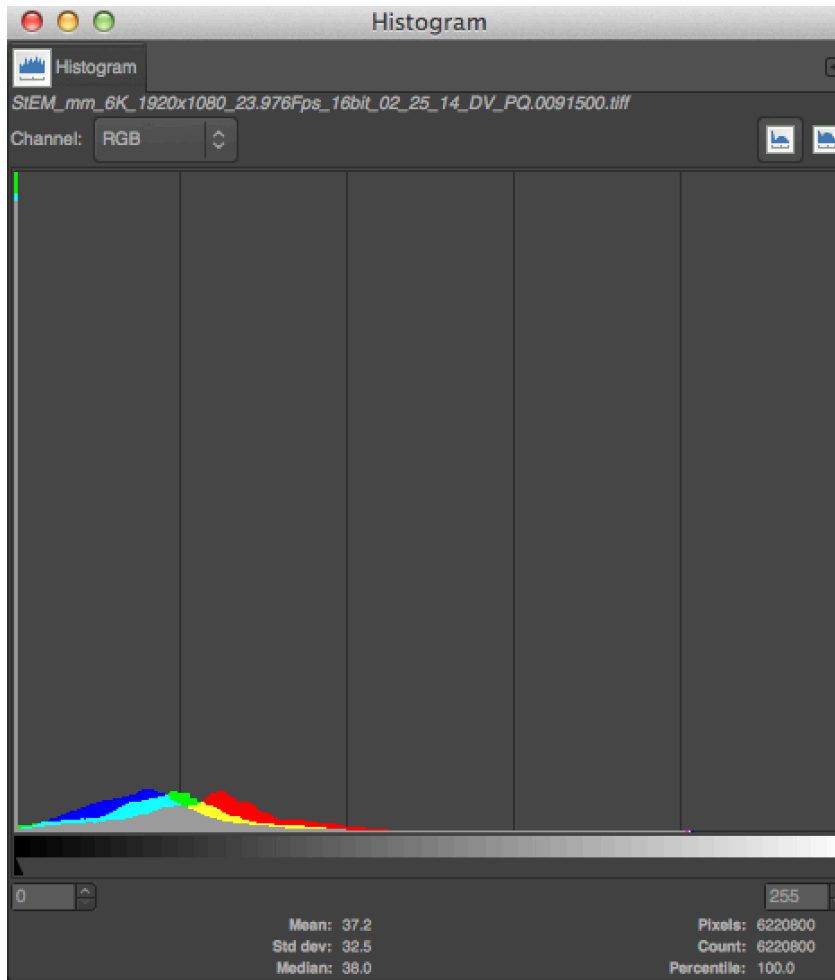 Histogram
Histogram
StEM_mm_6K_1920x1080_23.976Fps_16bit_02_25_14_DV_PQ.0091500.tiff
Channel: RGB
0 255
Mean: 37.2 Pixels: 6220800
Std dev: 32.5 Count: 6220800
Median: 38.0 Percentile: 100.0